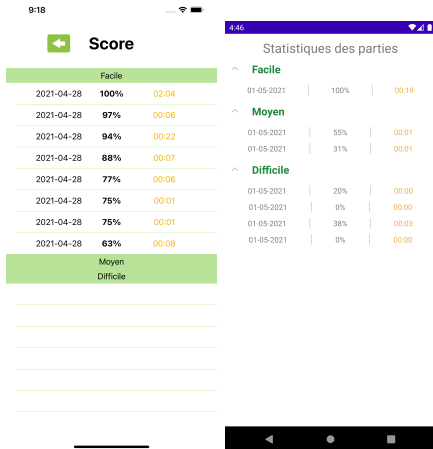 9:18
Score
Facile
2021-04-28 100% 02:04
2021-04-28 97% 00:06
2021-04-28 94% 00:22
2021-04-28 88% 00:07
2021-04-28 77% 00:06
2021-04-28 75% 00:01
2021-04-28 75% 00:01
2021-04-28 63% 00:08
Moyen
Difficile
4:46
Statistiques des parties
Facile
01-05-2021 100% 00:19
Moyen
01-05-2021 55% 00:01
01-05-2021 31% 00:01
Difficile
01-05-2021 20% 00:00
01-05-2021 0% 00:00
01-05-2021 38% 00:03
01-05-2021 0% 00:00